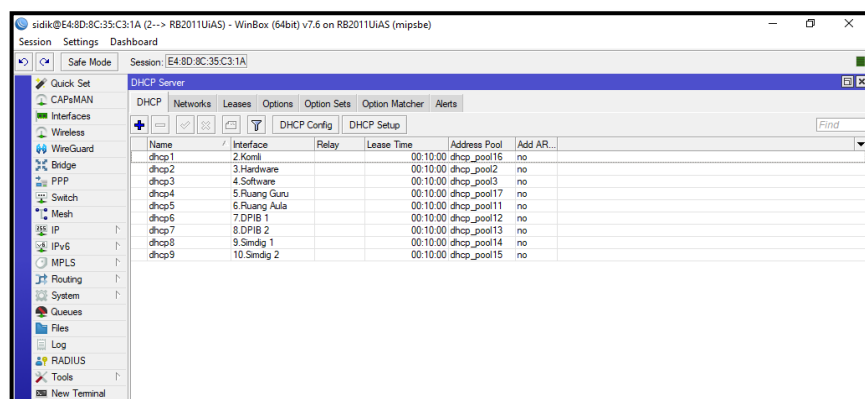 sidik@E4:8D:8C:35:C3:1A (2--> RB2011UiAS) - WinBox (64bit) v7.6 on RB2011UiAS (mipsbe)
Session Settings Dashboard
Safe Mode Session: E4:8D:8C:35:C3:1A
Quick Set
CAPsMAN
Interfaces
Wireless
WireGuard
Bridge
PPP
Switch
Mesh
IP
IPv6
MPLS
Routing
System
Queues
Files
Log
RADIUS
Tools
New Terminal
DHCP Server
DHCP Networks Leases Options Option Sets Option Matcher Alerts
DHCP Config DHCP Setup Find
Name Interface Relay Lease Time Address Pool Add AR...
dhcp1 2.Komli 00:10:00 dhcp_pool16 no
dhcp2 3.Hardware 00:10:00 dhcp_pool2 no
dhcp3 4.Software 00:10:00 dhcp_pool3 no
dhcp4 5.Ruang Guru 00:10:00 dhcp_pool17 no
dhcp5 6.Ruang Aula 00:10:00 dhcp_pool11 no
dhcp6 7.DPIB 1 00:10:00 dhcp_pool12 no
dhcp7 8.DPIB 2 00:10:00 dhcp_pool13 no
dhcp8 9.Simdig 1 00:10:00 dhcp_pool14 no
dhcp9 10.Simdig 2 00:10:00 dhcp_pool15 no